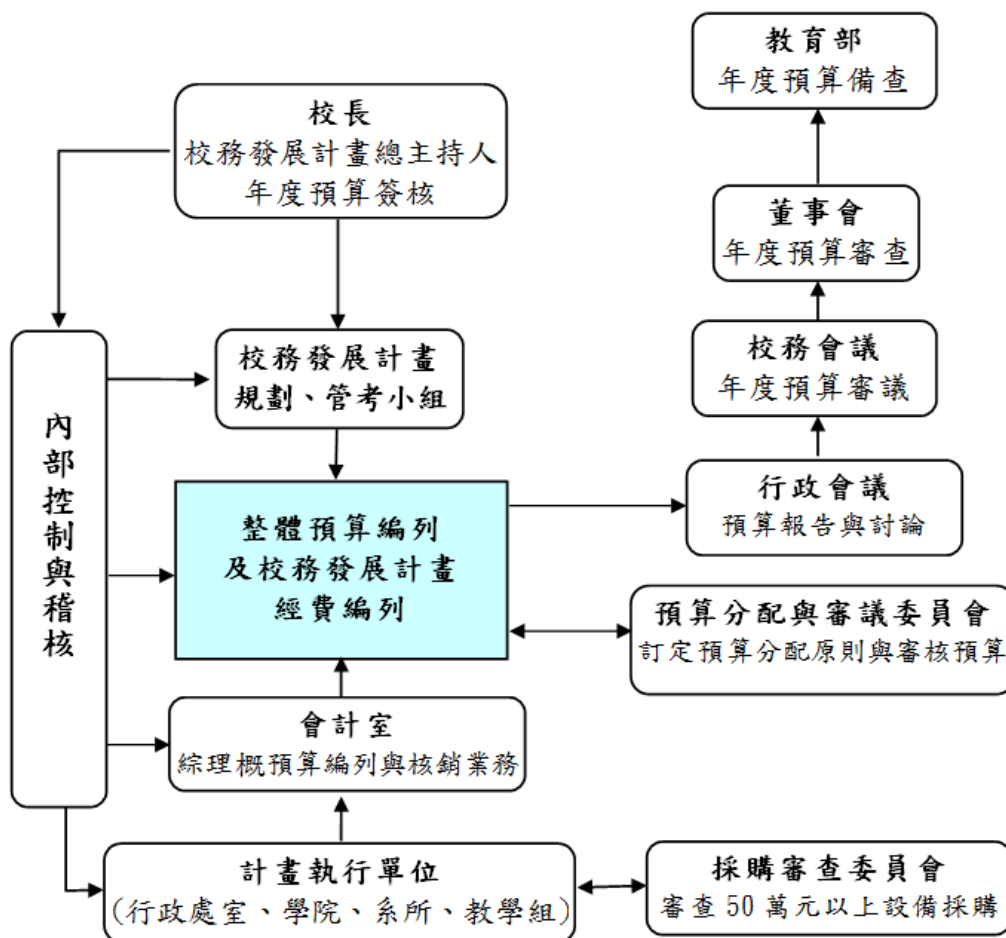 教育部
年度預算備查
校長
校務發展計畫總主持人
年度預算簽核
董事會
年度預算審查
校務會議
年度預算審議
校務發展計畫
規劃、管考小組
內部控制與稽核
行政會議
預算報告與討論
整體預算編列
及校務發展計畫
經費編列
預算分配與審議委員會
訂定預算分配原則與審核預算
會計室
綜理概預算編列與核銷業務
計畫執行單位
(行政處室、學院、系所、教學組)
採購審查委員會
審查 50 萬元以上設備採購